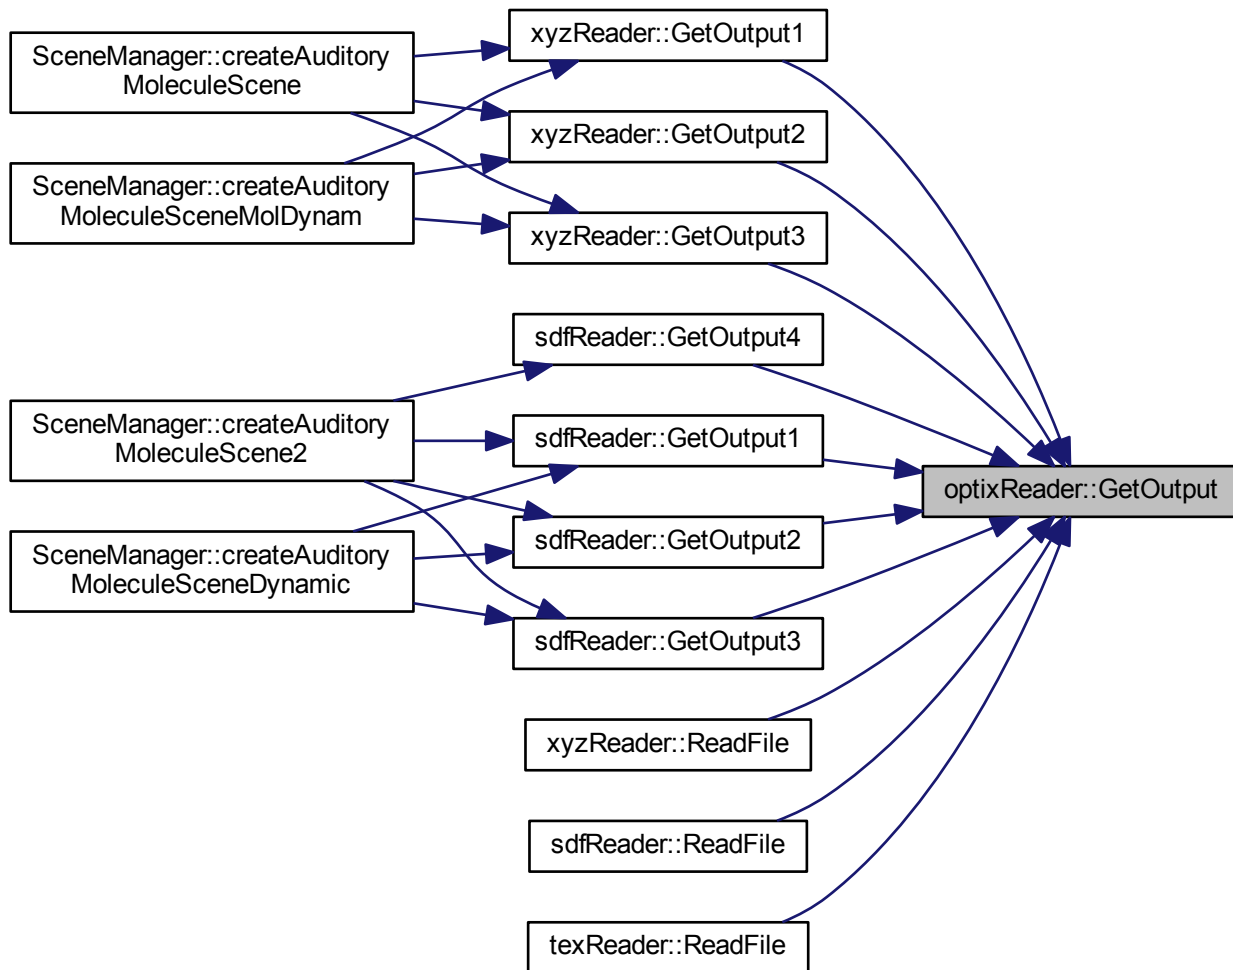 SceneManager::createAuditory
MoleculeScene
SceneManager::createAuditory
MoleculeSceneMolDynam
SceneManager::createAuditory
MoleculeScene2
SceneManager::createAuditory
MoleculeSceneDynamic
xyzReader::GetOutput1
xyzReader::GetOutput2
xyzReader::GetOutput3
sdfReader::GetOutput4
sdfReader::GetOutput1
sdfReader::GetOutput2
sdfReader::GetOutput3
xyzReader::ReadFile
sdfReader::ReadFile
texReader::ReadFile
optixReader::GetOutput